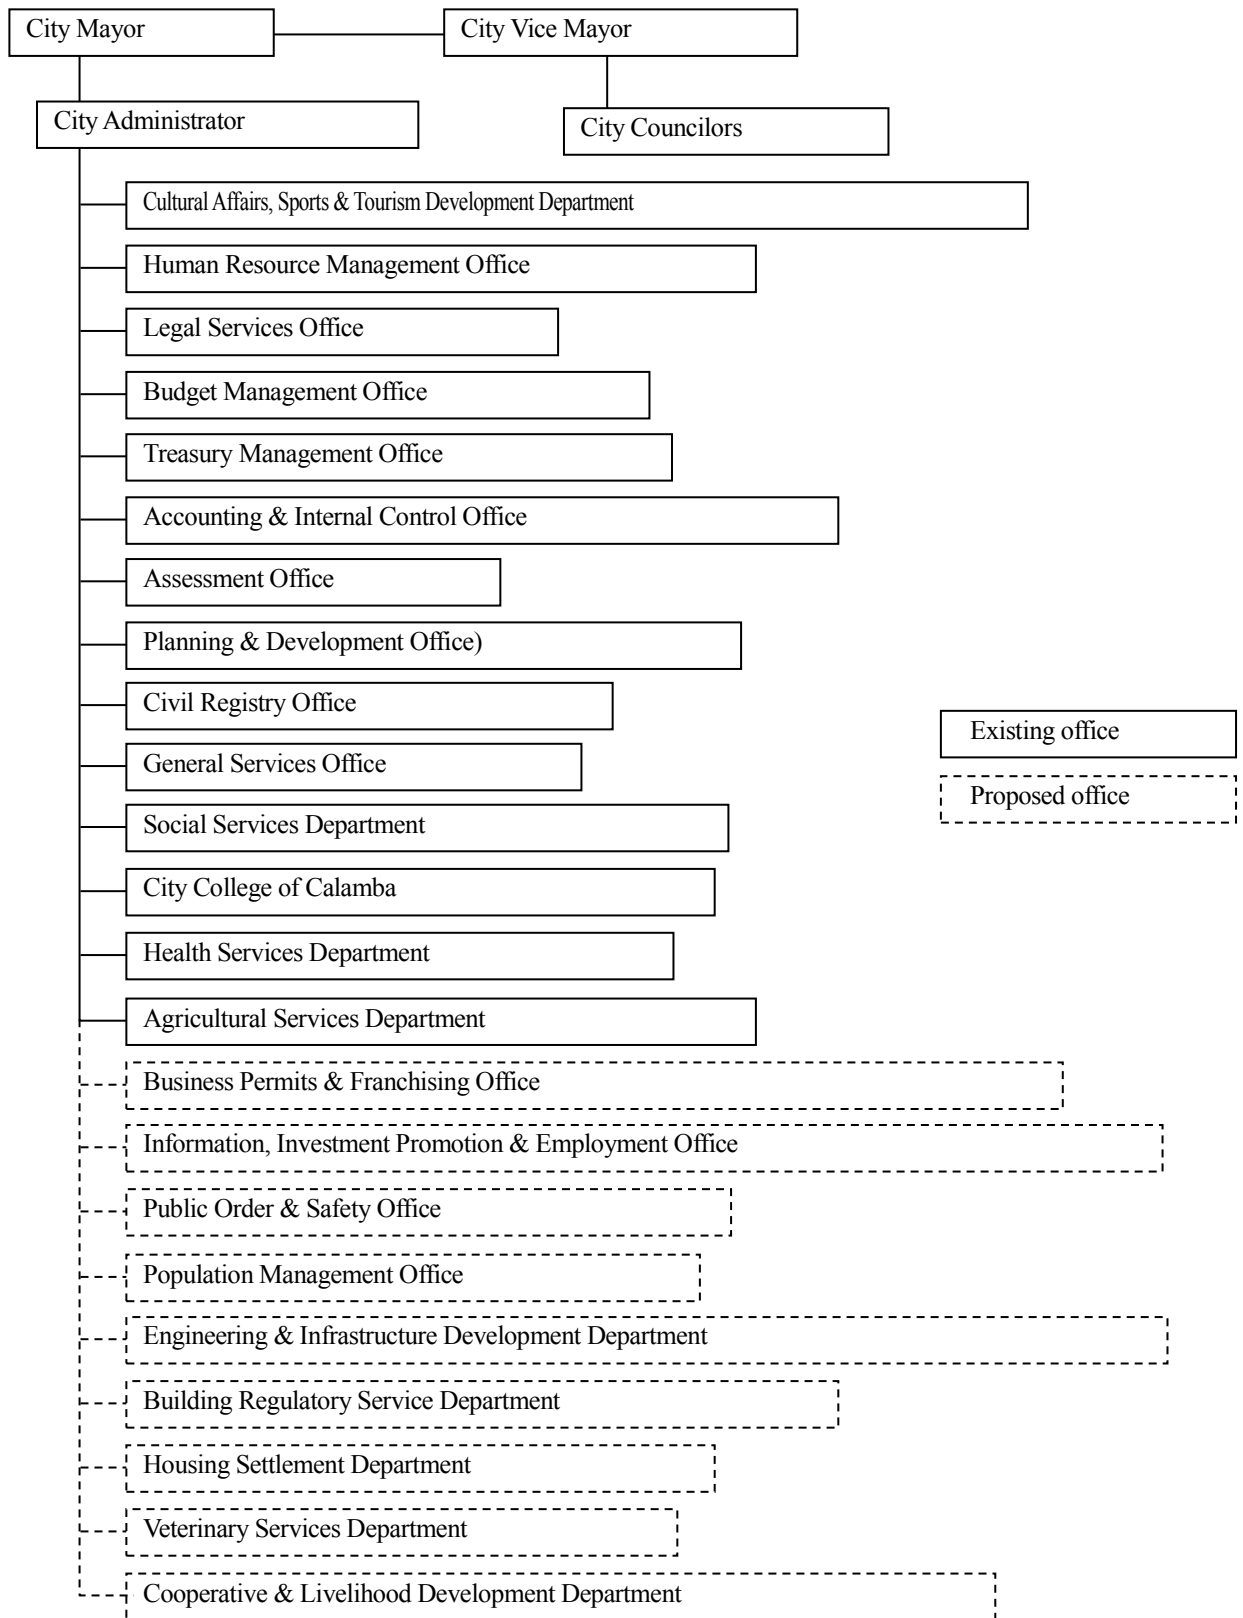 City Mayor
City Vice Mayor
City Administrator
City Councilors
Cultural Affairs, Sports & Tourism Development Department
Human Resource Management Office
Legal Services Office
Budget Management Office
Treasury Management Office
Accounting & Internal Control Office
Assessment Office
Planning & Development Office)
Civil Registry Office
General Services Office
Social Services Department
City College of Calamba
Health Services Department
Agricultural Services Department
Business Permits & Franchising Office
Information, Investment Promotion & Employment Office
Public Order & Safety Office
Population Management Office
Engineering & Infrastructure Development Department
Building Regulatory Service Department
Housing Settlement Department
Veterinary Services Department
Cooperative & Livelihood Development Department
Existing office
Proposed office